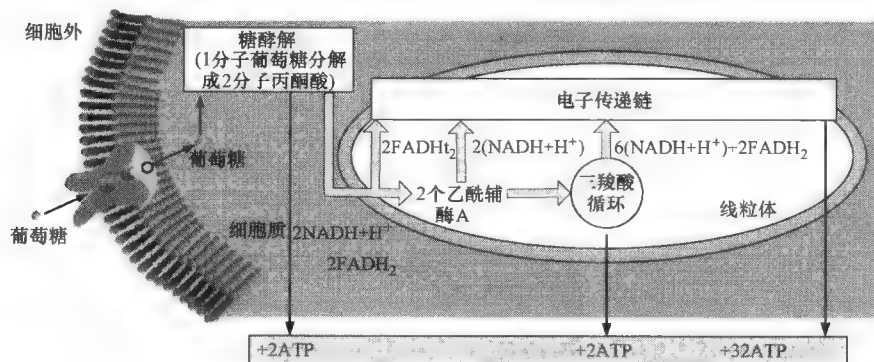 细胞外
糖酵解
(1分子葡萄糖分解
成2分子丙酮酸)
电子传递链
2FADHt₂
2(NADH+H⁺)
6(NADH+H⁺)+2FADH₂
葡萄糖
2个乙酰辅
酶A
三羧酸
循环
线粒体
葡萄糖
细胞质
2NADH+H⁺
2FADH₂
+2ATP
+2ATP
+32ATP